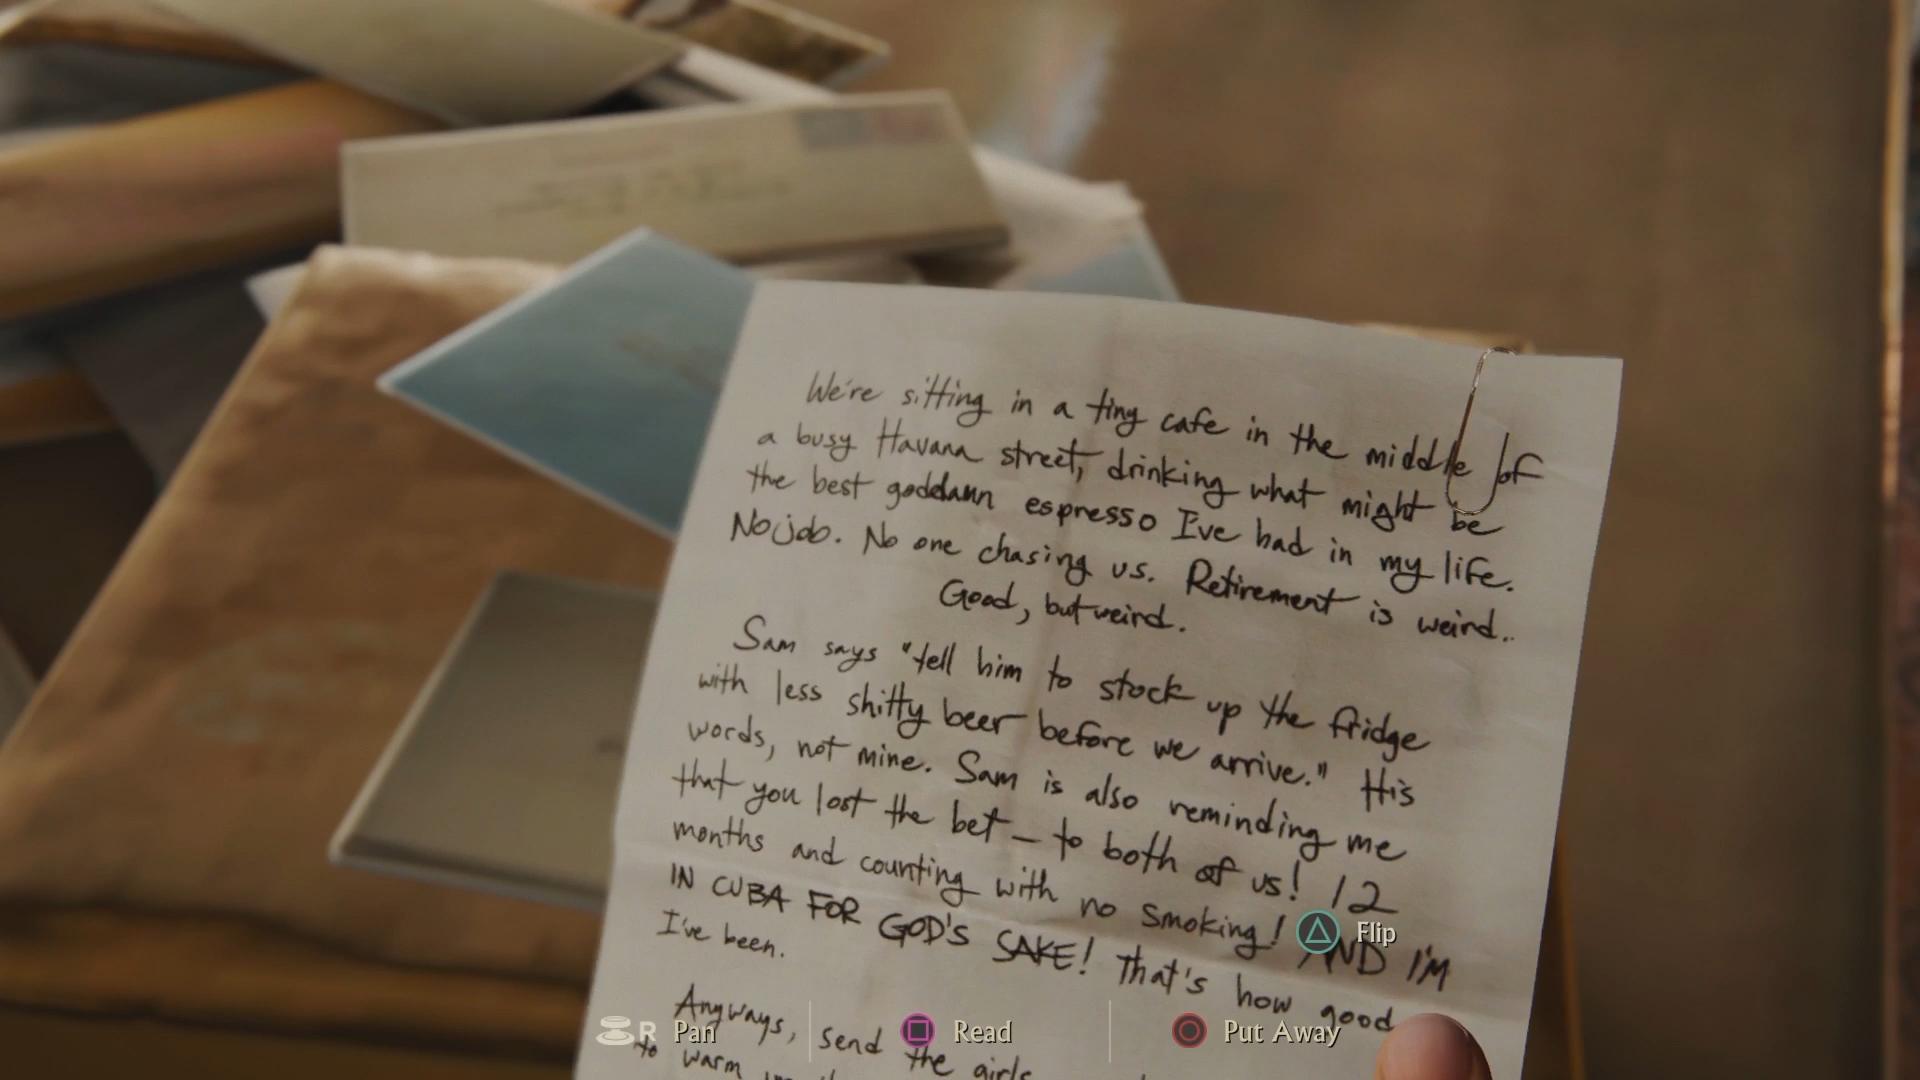 We're sitting in a tiny cafe in the middle of
a busy Havana street, drinking what might be
the best goddamn espresso I've had in my life.
No job. No one chasing us. Retirement is weird..
Good, but weird.
Sam says "tell him to stock up the fridge
with less shitty beer before we arrive." His
words, not mine. Sam is also reminding me
that you lost the bet – to both of us! 12
months and counting with no smoking! AND I'M
IN CUBA FOR GOD'S SAKE! That's how good
I've been.
Anyways, send the girls
to warm
Flip
R Pan
Read
Put Away